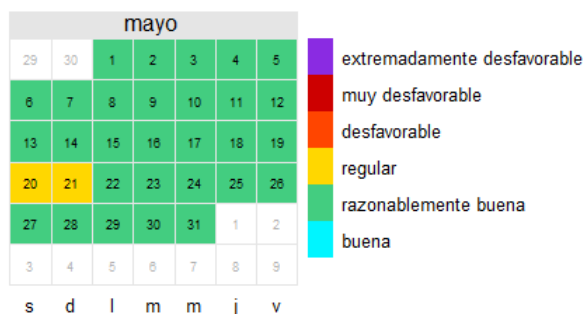 mayo
29 30 1 2 3 4 5
6 7 8 9 10 11 12
13 14 15 16 17 18 19
20 21 22 23 24 25 26
27 28 29 30 31 1 2
3 4 5 6 7 8 9
s d l m m j v
extremadamente desfavorable
muy desfavorable
desfavorable
regular
razonablemente buena
buena